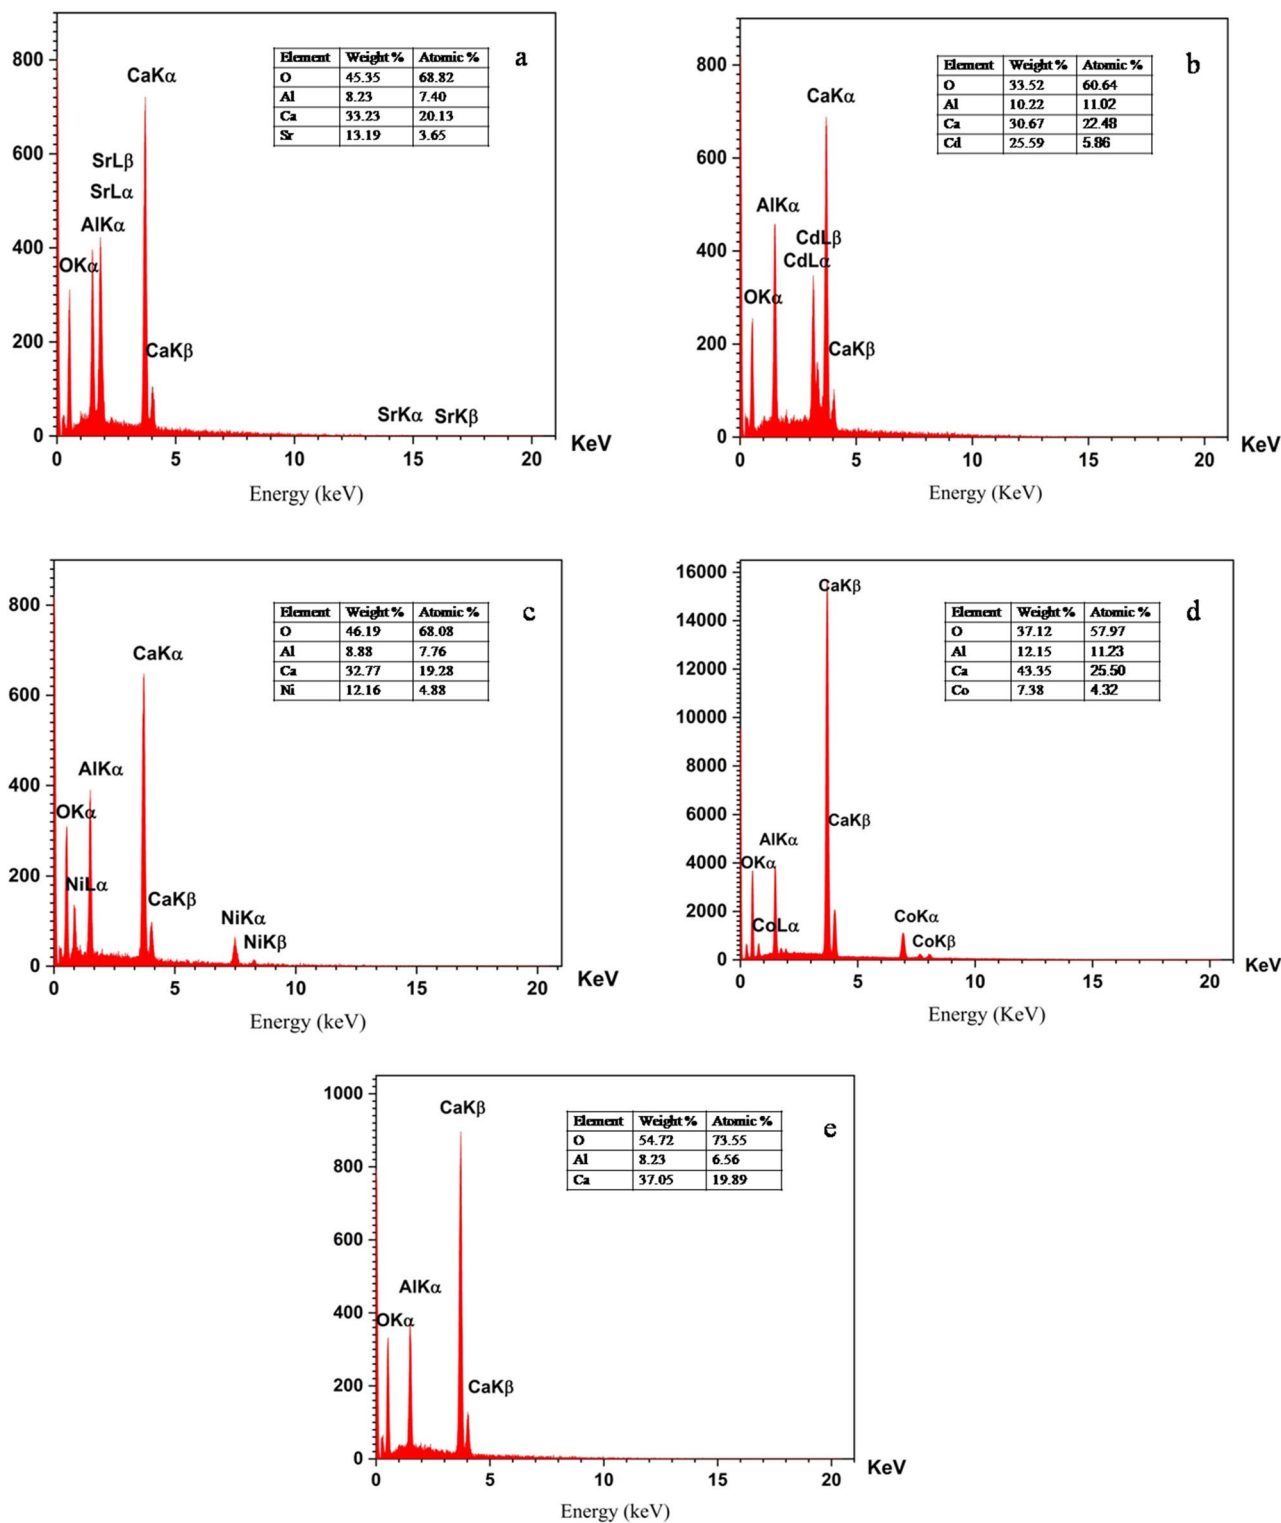 a
Element Weight % Atomic %
O 45.35 68.82
Al 8.23 7.40
Ca 33.23 20.13
Sr 13.19 3.65
800
600
400
200
0
CaKα
SrLβ
SrLα
AlKα
OKα
CaKβ
SrKα SrKβ
0 5 10 15 20 KeV
Energy (keV)
b
Element Weight % Atomic %
O 33.52 60.64
Al 10.22 11.02
Ca 30.67 22.48
Cd 25.59 5.86
800
600
400
200
0
CaKα
AlKα
CdLβ
CdLα
OKα
CaKβ
0 5 10 15 20 KeV
Energy (KeV)
c
Element Weight % Atomic %
O 46.19 68.08
Al 8.88 7.76
Ca 32.77 19.28
Ni 12.16 4.88
800
600
400
200
0
CaKα
AlKα
OKα
NiLα
CaKβ
NiKα
NiKβ
0 5 10 15 20 KeV
Energy (keV)
d
Element Weight % Atomic %
O 37.12 57.97
Al 12.15 11.23
Ca 43.35 25.50
Co 7.38 4.32
16000
14000
12000
10000
8000
6000
4000
2000
0
CaKβ
CaKβ
AlKα
OKα
CoLα
CoKα
CoKβ
0 5 10 15 20 KeV
Energy (KeV)
e
Element Weight % Atomic %
O 54.72 73.55
Al 8.23 6.56
Ca 37.05 19.89
1000
800
600
400
200
0
CaKβ
AlKα
OKα
CaKβ
0 5 10 15 20 KeV
Energy (keV)